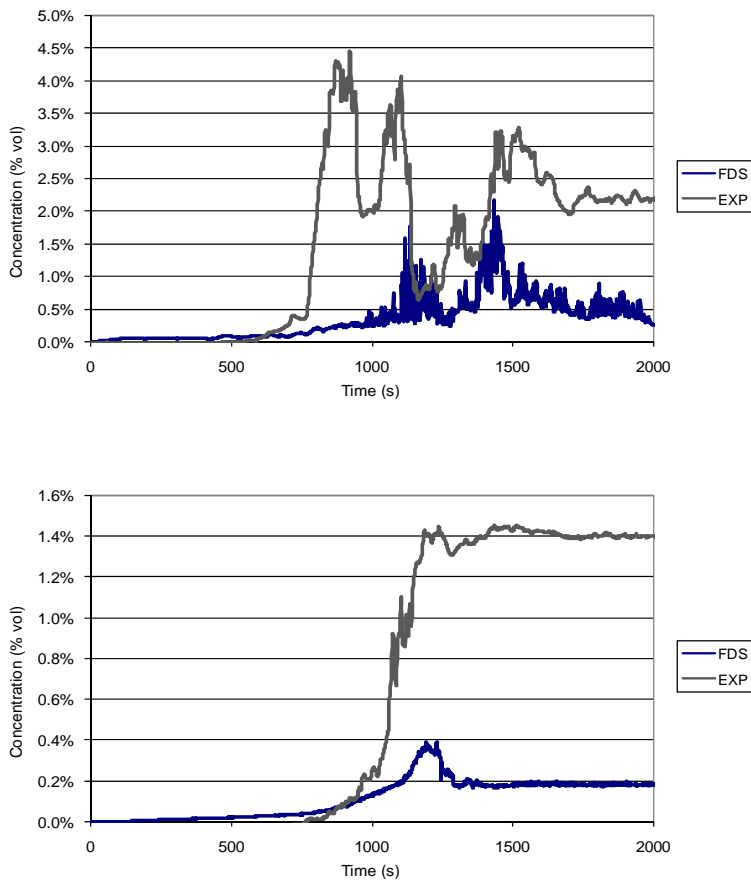 5.0%
4.5%
4.0%
3.5%
3.0%
2.5%
2.0%
1.5%
1.0%
0.5%
0.0%
Concentration (% vol)
0 500 1000 1500 2000
Time (s)
FDS
EXP
1.6%
1.4%
1.2%
1.0%
0.8%
0.6%
0.4%
0.2%
0.0%
Concentration (% vol)
0 500 1000 1500 2000
Time (s)
FDS
EXP